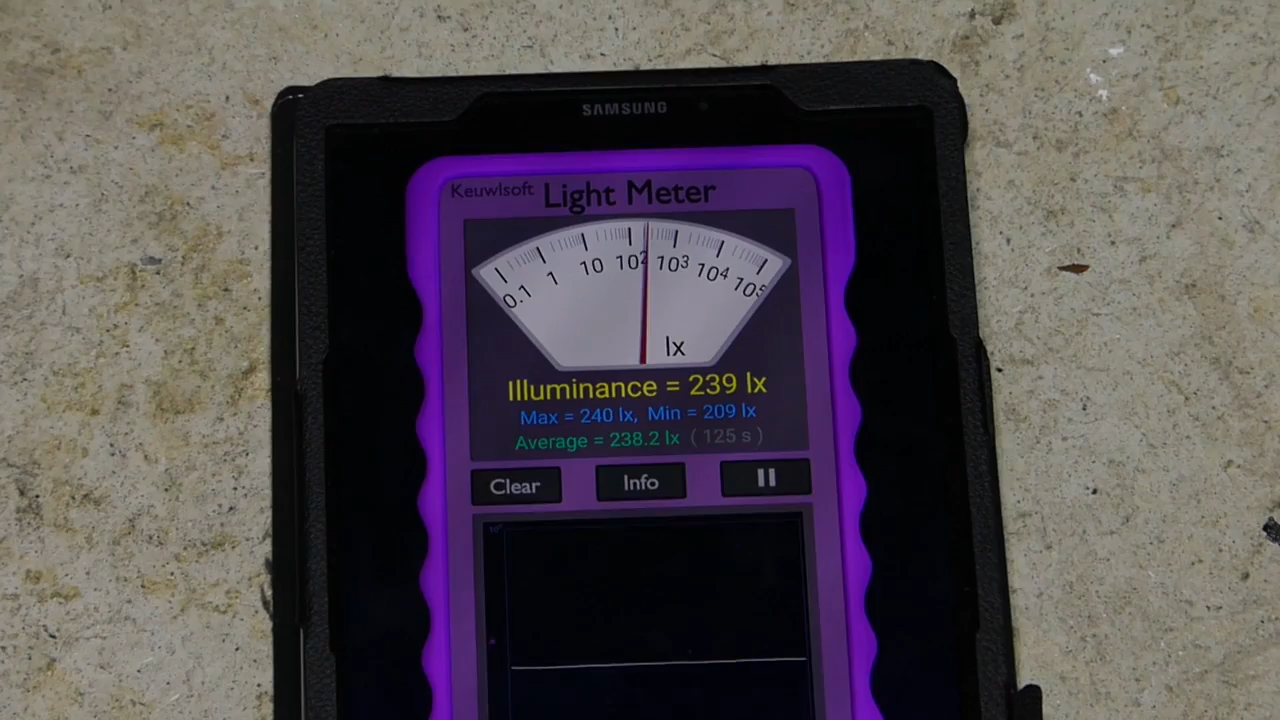 SAMSUNG
Keuwlsoft Light Meter
0.1 1 10 10² 10³ 10⁴ 10⁵
lx
Illuminance = 239 lx
Max = 240 lx, Min = 209 lx
Average = 238.2 lx (125 s)
Clear Info